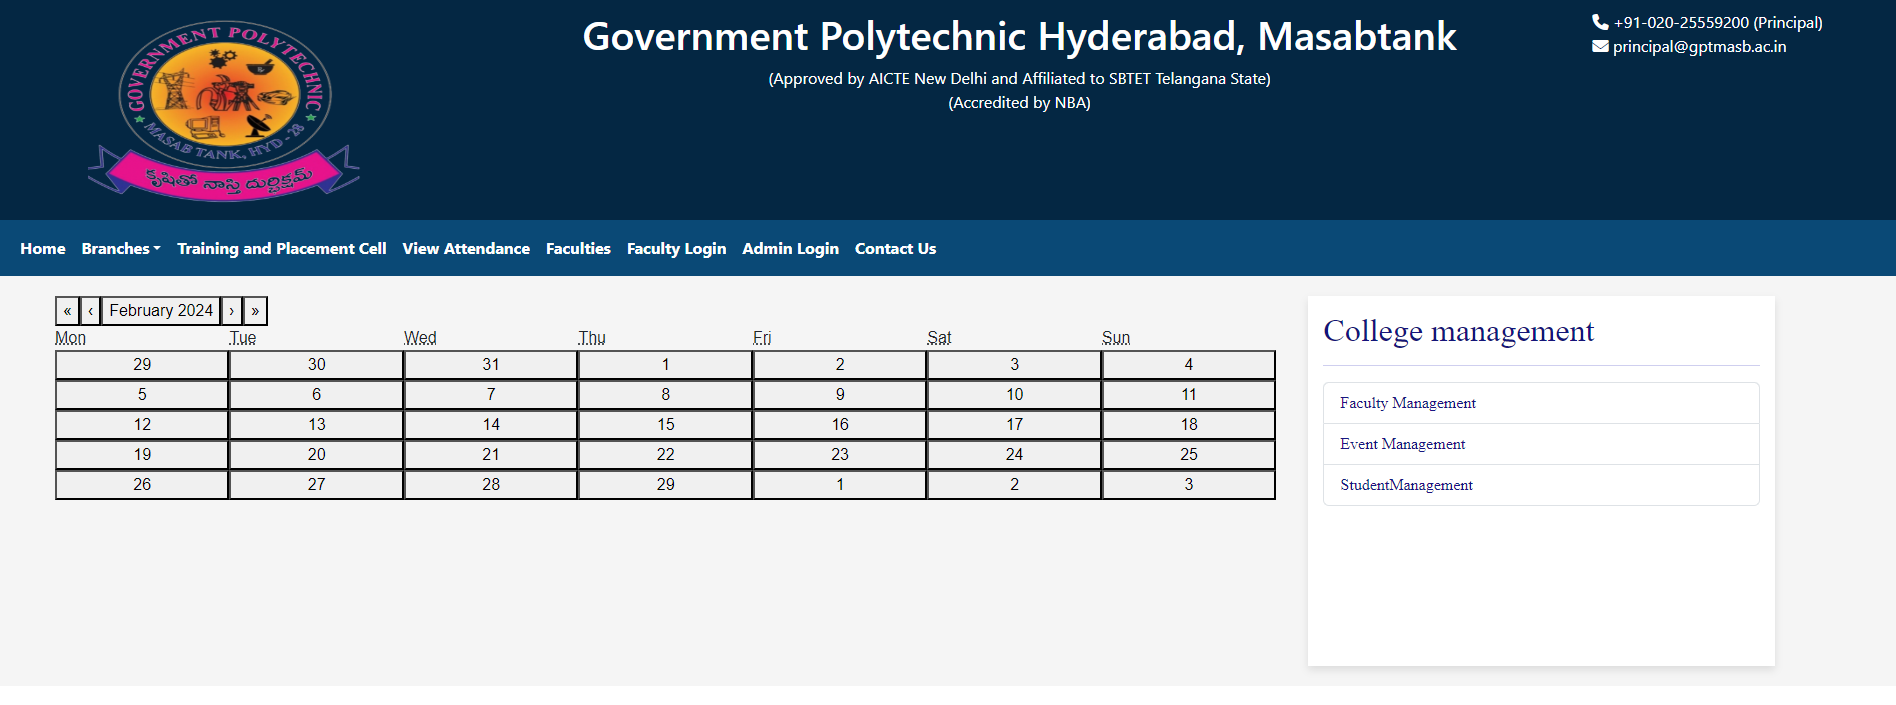 GOVERNMENT POLYTECHNIC
MASAB TANK, HYD - 28
కృషితో నాస్తి దుర్భిక్షమ్
Government Polytechnic Hyderabad, Masabtank
(Approved by AICTE New Delhi and Affiliated to SBTET Telangana State)
(Accredited by NBA)
+91-020-25559200 (Principal)
principal@gptmasb.ac.in
Home Branches Training and Placement Cell View Attendance Faculties Faculty Login Admin Login Contact Us
« ‹ February 2024 › »
Mon Tue Wed Thu Fri Sat Sun
29 30 31 1 2 3 4
5 6 7 8 9 10 11
12 13 14 15 16 17 18
19 20 21 22 23 24 25
26 27 28 29 1 2 3
College management
Faculty Management
Event Management
StudentManagement